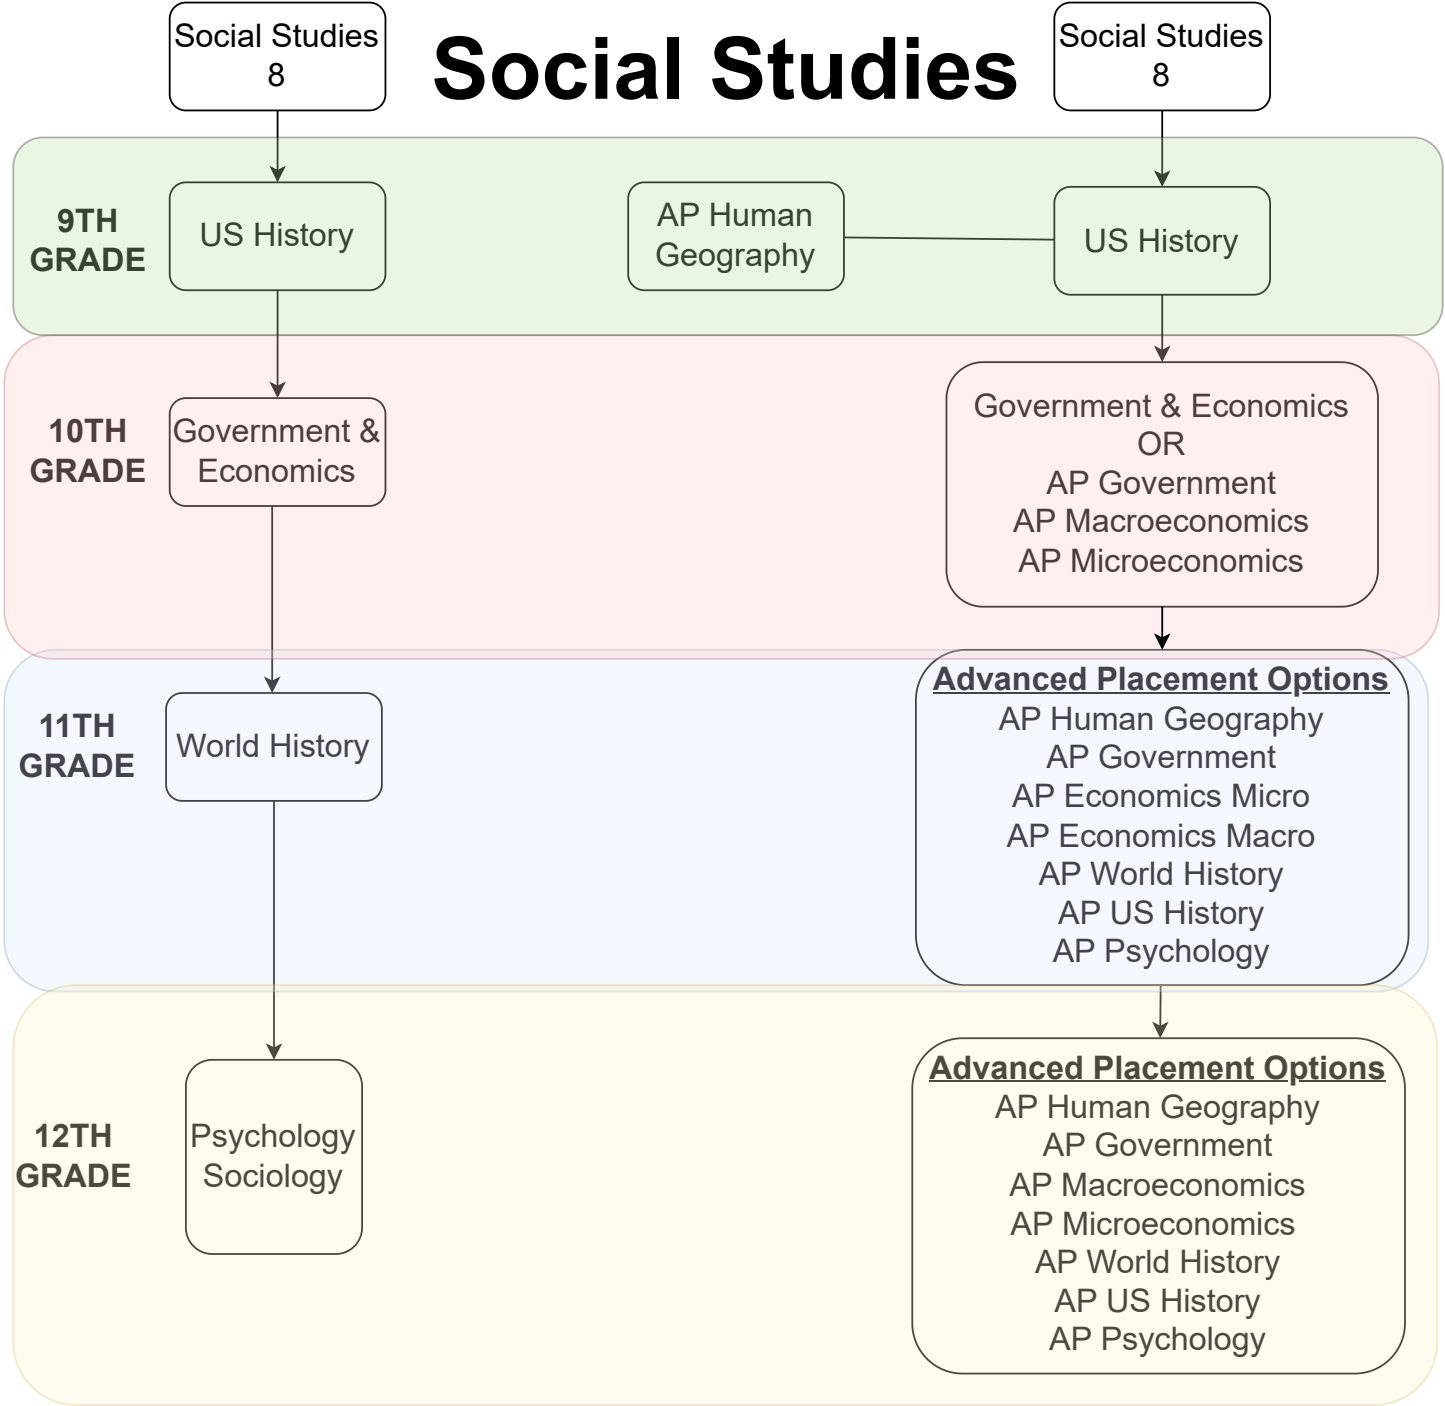 Social Studies
8
Social Studies
Social Studies
8
9TH
GRADE
US History
AP Human
Geography
US History
10TH
GRADE
Government &
Economics
Government & Economics
OR
AP Government
AP Macroeconomics
AP Microeconomics
11TH
GRADE
World History
Advanced Placement Options
AP Human Geography
AP Government
AP Economics Micro
AP Economics Macro
AP World History
AP US History
AP Psychology
12TH
GRADE
Psychology
Sociology
Advanced Placement Options
AP Human Geography
AP Government
AP Macroeconomics
AP Microeconomics
AP World History
AP US History
AP Psychology